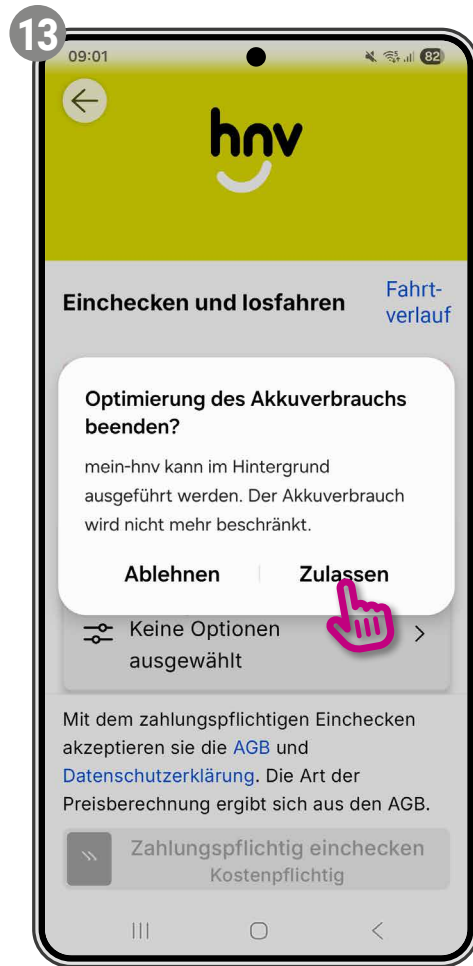 13
09:01
82
hnv
Einchecken und losfahren
Fahrt-
verlauf
Optimierung des Akkuverbrauchs
beenden?
mein-hnv kann im Hintergrund
ausgeführt werden. Der Akkuverbrauch
wird nicht mehr beschränkt.
Ablehnen
Zulassen
Keine Optionen
ausgewählt
Mit dem zahlungspflichtigen Einchecken
akzeptieren sie die AGB und
Datenschutzerklärung. Die Art der
Preisberechnung ergibt sich aus den AGB.
Zahlungspflichtig einchecken
Kostenpflichtig